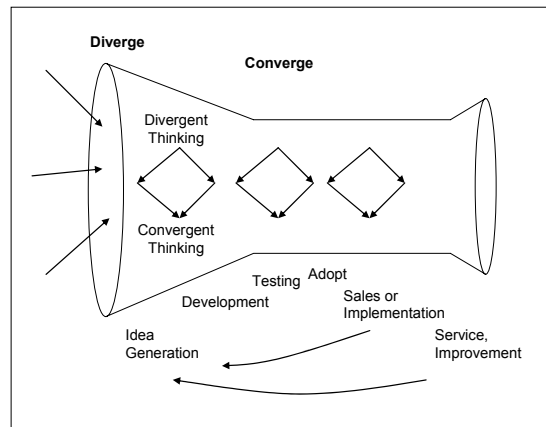 Diverge
Converge
Divergent
Thinking
Convergent
Thinking
Testing
Adopt
Development
Sales or
Implementation
Idea
Generation
Service,
Improvement